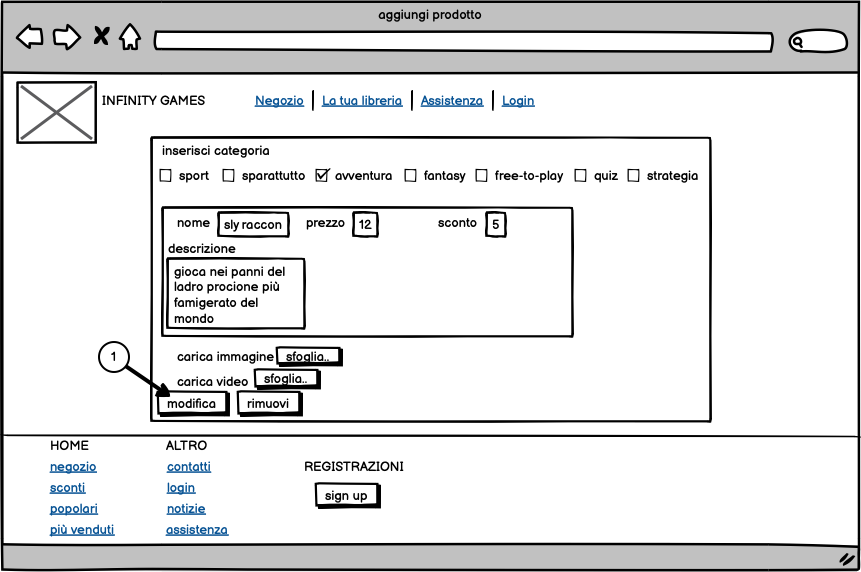 aggiungi prodotto
INFINITY GAMES
Negozio La tua libreria Assistenza Login
inserisci categoria
sport sparattutto avventura fantasy free-to-play quiz strategia
nome sly raccon prezzo 12 sconto 5
descrizione
gioca nei panni del
ladro procione più
famigerato del
mondo
carica immagine sfoglia..
carica video sfoglia..
1
modifica rimuovi
HOME
negozio
sconti
popolari
più venduti
ALTRO
contatti
login
notizie
assistenza
REGISTRAZIONI
sign up